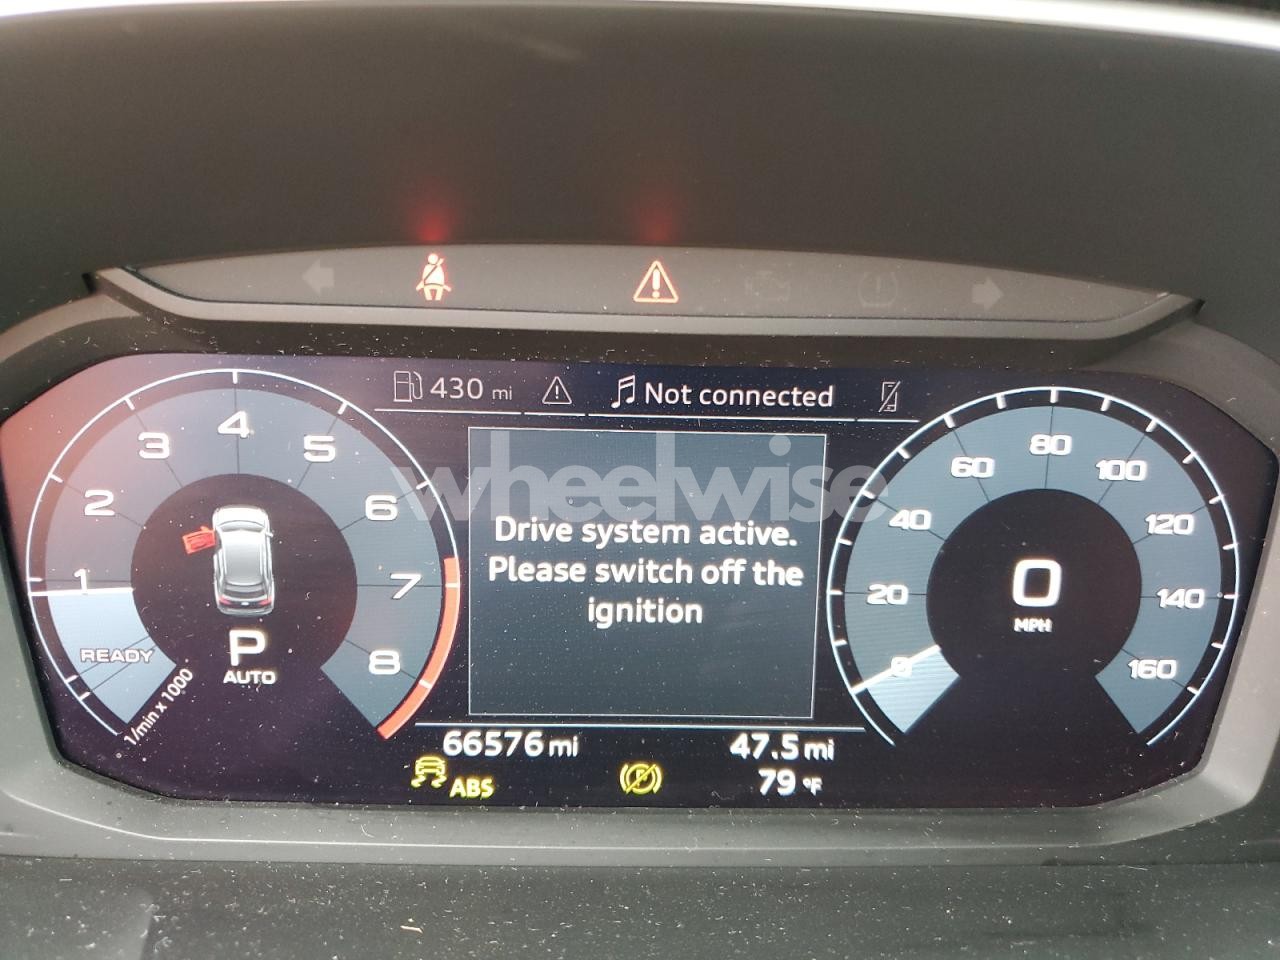 430 mi
Not connected
wheelwise
Drive system active.
Please switch off the
ignition
1
2
3
4
5
6
7
8
READY
1/min x 1000
P
AUTO
0
20
40
60
80
100
120
140
160
0
MPH
66576 mi
47.5 mi
ABS
P
79 °F